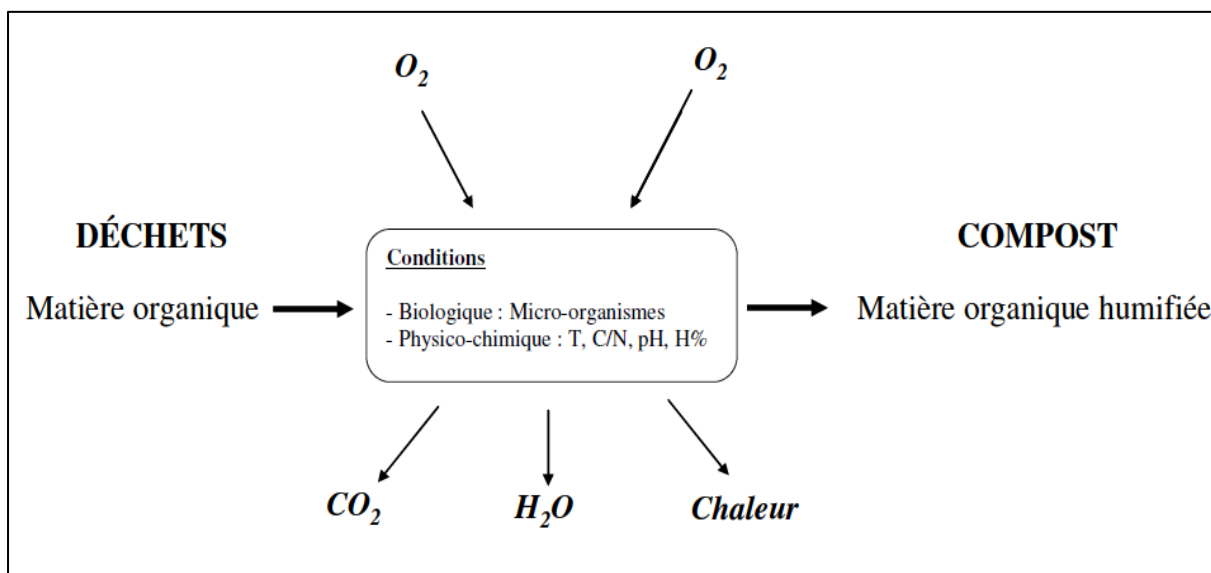 O₂ O₂
DÉCHETS
Matière organique
Conditions
- Biologique : Micro-organismes
- Physico-chimique : T, C/N, pH, H%
COMPOST
Matière organique humifiée
CO₂ H₂O Chaleur